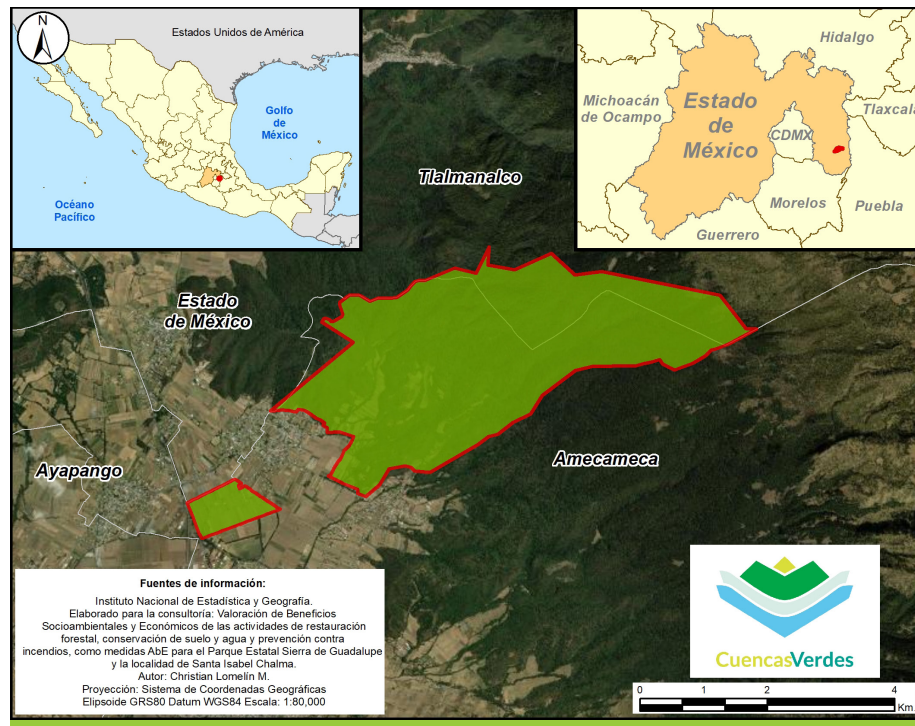 N
Estados Unidos de América
Golfo
de
México
Océano
Pacífico
Hidalgo
Michoacán
de Ocampo
Estado
de
México
CDMX
Tlaxcala
Morelos
Puebla
Guerrero
Tlalmanalco
Estado
de México
Ayapango
Amecameca
Fuentes de información:
Instituto Nacional de Estadística y Geografía.
Elaborado para la consultoría: Valoración de Beneficios
Socioambientales y Económicos de las actividades de restauración
forestal, conservación de suelo y agua y prevención contra
incendios, como medidas AbE para el Parque Estatal Sierra de Guadalupe
y la localidad de Santa Isabel Chalma.
Autor: Christian Lomelín M.
Proyección: Sistema de Coordenadas Geográficas
Elipsoide GRS80 Datum WGS84 Escala: 1:80,000
CuencasVerdes
0 1 2 4
Km